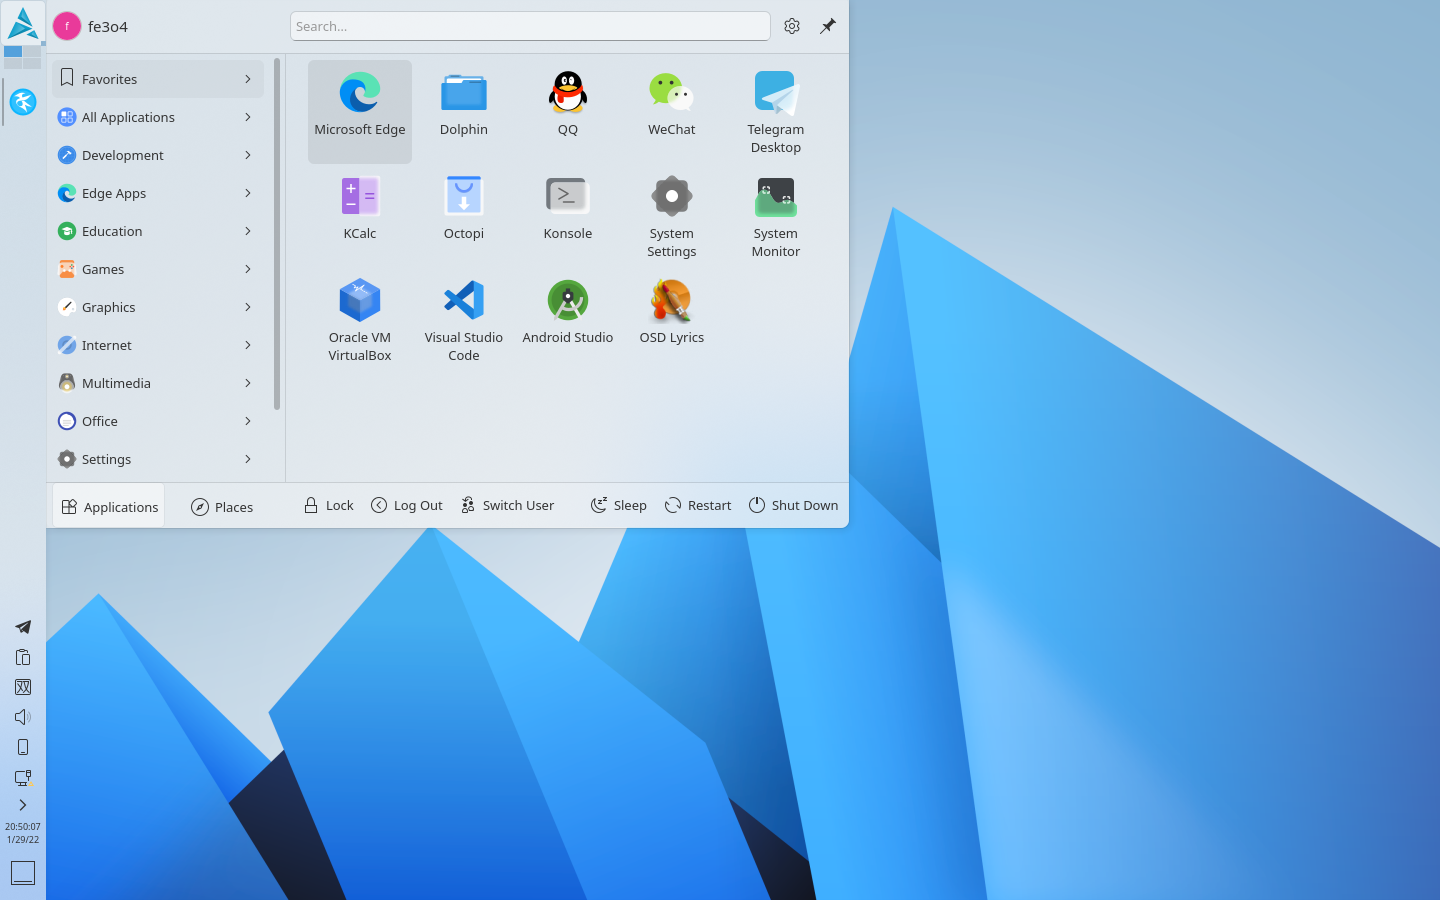 f
fe3o4
Search...
Favorites
All Applications
Development
Edge Apps
Education
Games
Graphics
Internet
Multimedia
Office
Settings
Microsoft Edge
Dolphin
QQ
WeChat
Telegram
Desktop
KCalc
Octopi
Konsole
System
Settings
System
Monitor
Oracle VM
VirtualBox
Visual Studio
Code
Android Studio
OSD Lyrics
Applications
Places
Lock
Log Out
Switch User
Sleep
Restart
Shut Down
双
20:50:07
1/29/22